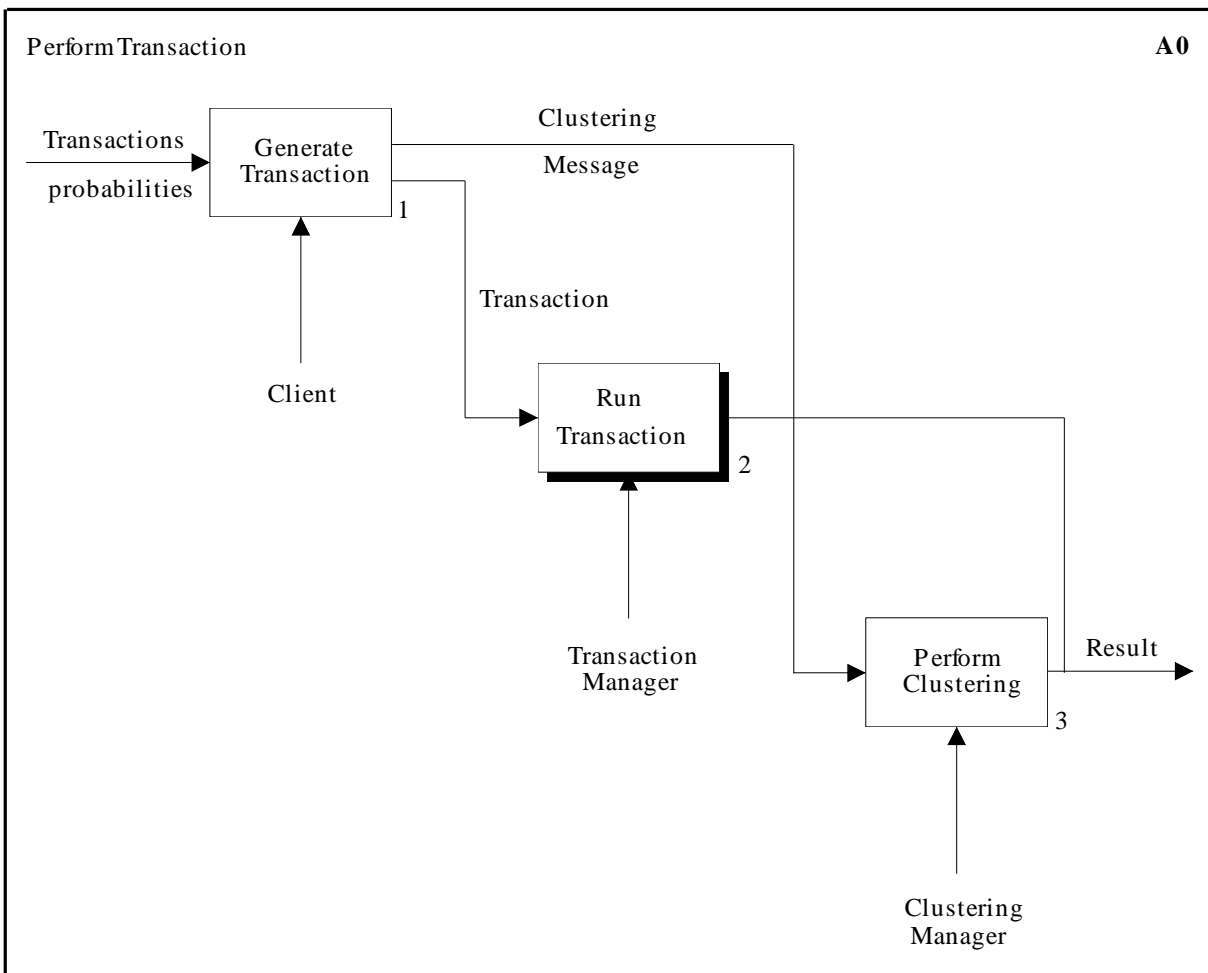 Perform Transaction
A0
Transactions
probabilities
Generate
Transaction
1
Clustering
Message
Transaction
Client
Run
Transaction
2
Transaction
Manager
Perform
Clustering
3
Result
Clustering
Manager